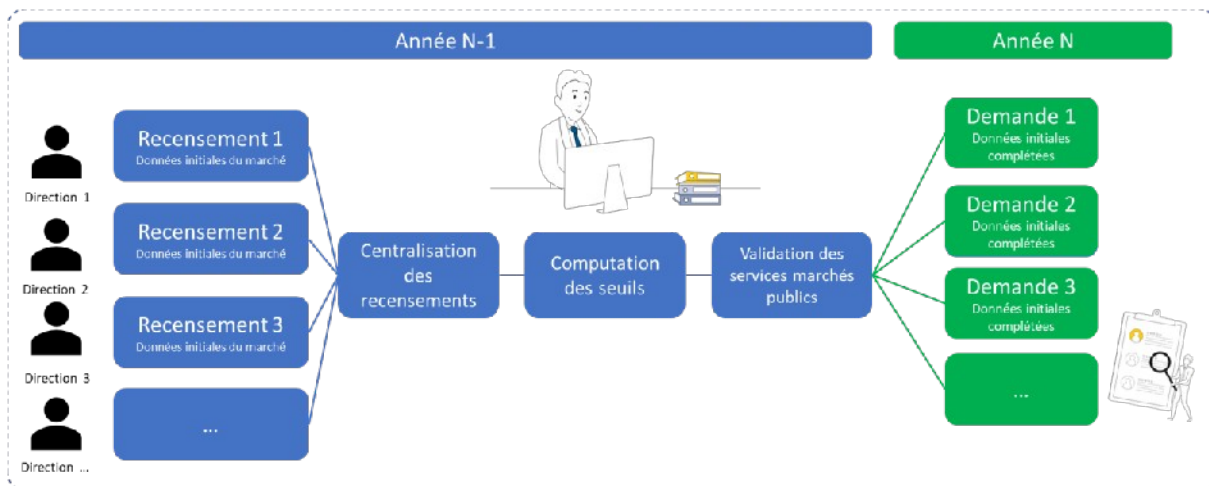 Année N-1
Année N
Direction 1
Recensement 1
Données initiales du marché
Direction 2
Recensement 2
Données initiales du marché
Direction 3
Recensement 3
Données initiales du marché
Direction ...
...
Centralisation
des
recensements
Computation
des seuils
Validation des
services marchés
publics
Demande 1
Données initiales
complétées
Demande 2
Données initiales
complétées
Demande 3
Données initiales
complétées
...